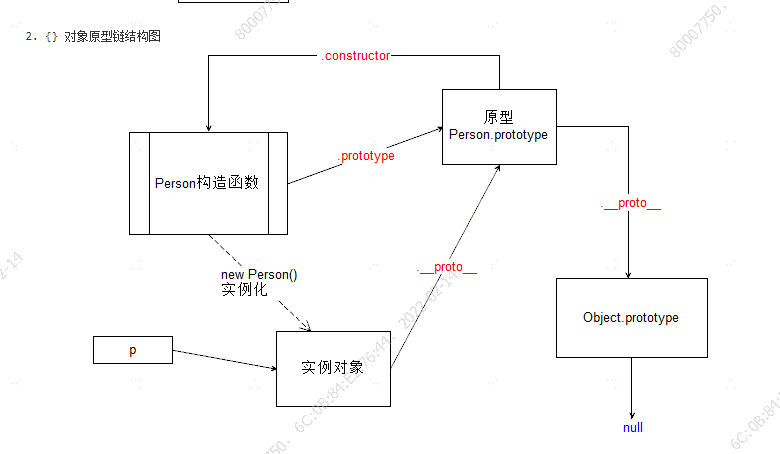 2. {} 对象原型链结构图
.constructor
原型
Person.prototype
.prototype
Person构造函数
.__proto__
.__proto__
new Person()
实例化
Object.prototype
p
实例对象
null